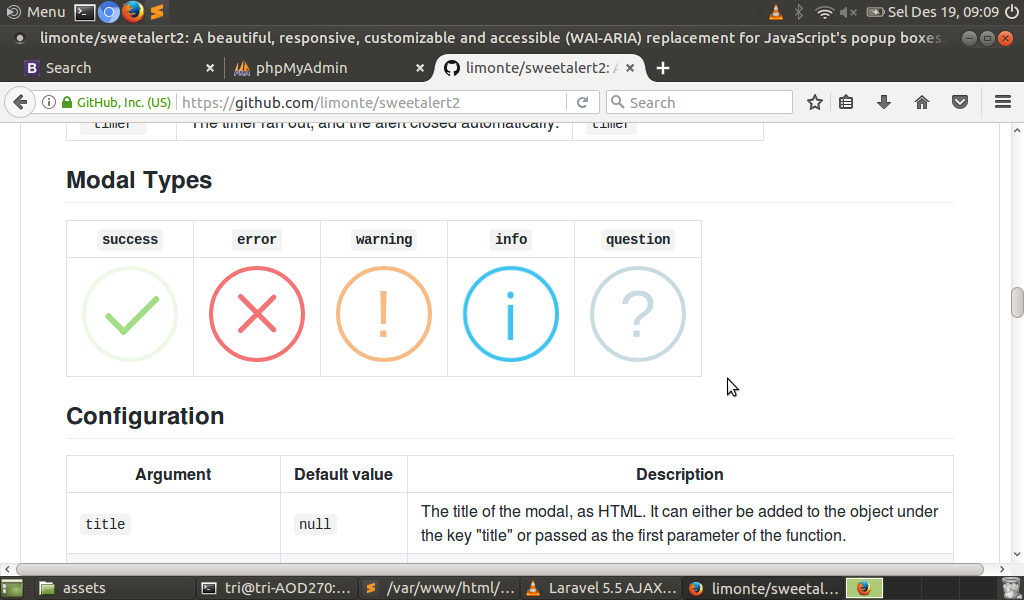 Menu Sel Des 19, 09:09
limonte/sweetalert2: A beautiful, responsive, customizable and accessible (WAI-ARIA) replacement for JavaScript's popup boxes.
B Search × phpMyAdmin × limonte/sweetalert2: A ×
GitHub, Inc. (US) https://github.com/limonte/sweetalert2 Search
timer The timer ran out, and the alert closed automatically. timer
Modal Types
success error warning info question
! i ?
Configuration
Argument Default value Description
title null The title of the modal, as HTML. It can either be added to the object under
the key "title" or passed as the first parameter of the function.
assets tri@tri-AOD270:... /var/www/html/... Laravel 5.5 AJAX... limonte/sweetal...